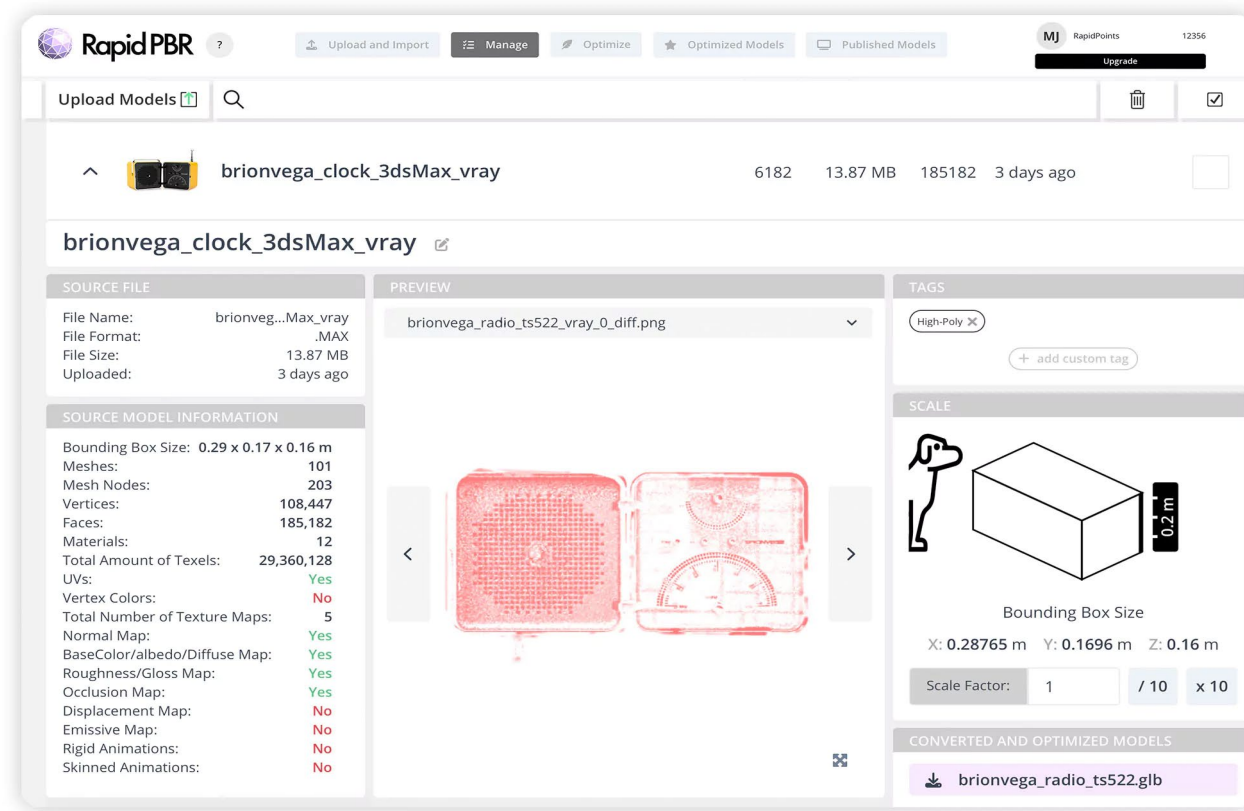 Rapid PBR
?
Upload and Import
Manage
Optimize
Optimized Models
Published Models
MJ
RapidPoints
12356
Upgrade
Upload Models
brionvega_clock_3dsMax_vray
6182
13.87 MB
185182
3 days ago
brionvega_clock_3dsMax_vray
SOURCE FILE
File Name: brionveg...Max_vray
File Format: .MAX
File Size: 13.87 MB
Uploaded: 3 days ago
SOURCE MODEL INFORMATION
Bounding Box Size: 0.29 x 0.17 x 0.16 m
Meshes: 101
Mesh Nodes: 203
Vertices: 108,447
Faces: 185,182
Materials: 12
Total Amount of Texels: 29,360,128
UVs: Yes
Vertex Colors: No
Total Number of Texture Maps: 5
Normal Map: Yes
BaseColor/albedo/Diffuse Map: Yes
Roughness/Gloss Map: Yes
Occlusion Map: Yes
Displacement Map: No
Emissive Map: No
Rigid Animations: No
Skinned Animations: No
PREVIEW
brionvega_radio_ts522_vray_0_diff.png
TAGS
High-Poly
+ add custom tag
SCALE
0.2 m
Bounding Box Size
X: 0.28765 m Y: 0.1696 m Z: 0.16 m
Scale Factor: 1 / 10 x 10
CONVERTED AND OPTIMIZED MODELS
brionvega_radio_ts522.glb